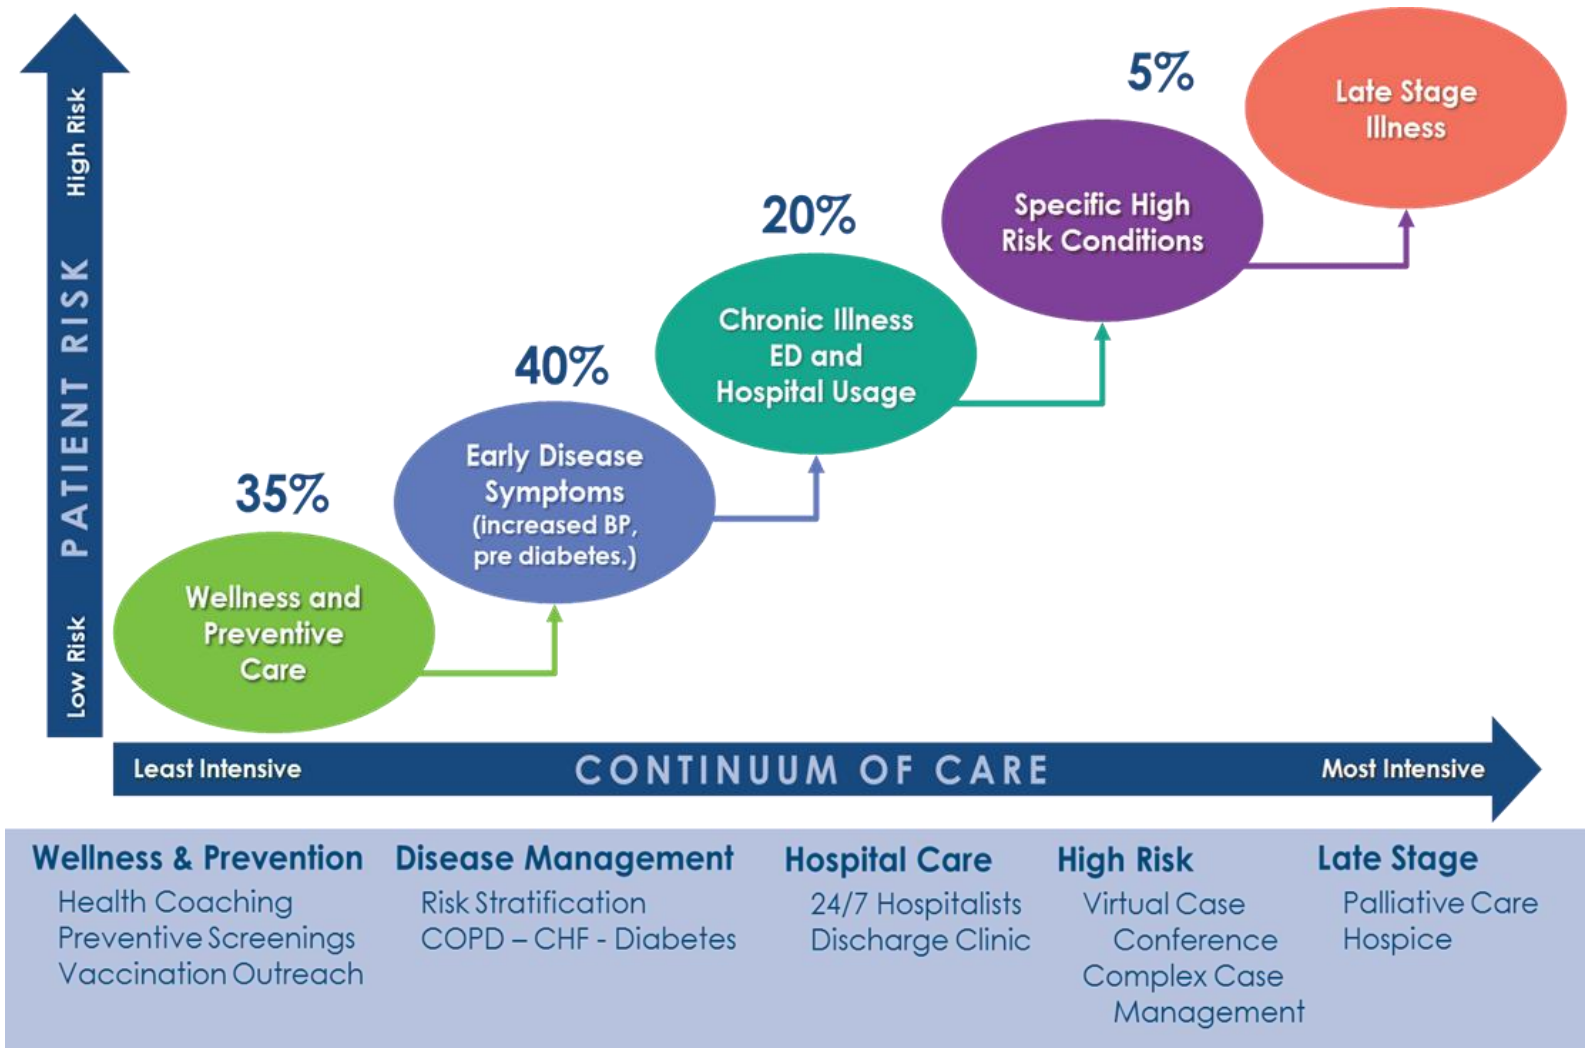 High Risk
PATIENT RISK
Low Risk
5%
Late Stage
Illness
Specific High
Risk Conditions
20%
Chronic Illness
ED and
Hospital Usage
40%
Early Disease
Symptoms
(increased BP,
pre diabetes.)
35%
Wellness and
Preventive
Care
Least Intensive
CONTINUUM OF CARE
Most Intensive
Wellness & Prevention
Health Coaching
Preventive Screenings
Vaccination Outreach
Disease Management
Risk Stratification
COPD – CHF - Diabetes
Hospital Care
24/7 Hospitalists
Discharge Clinic
High Risk
Virtual Case
Conference
Complex Case
Management
Late Stage
Palliative Care
Hospice